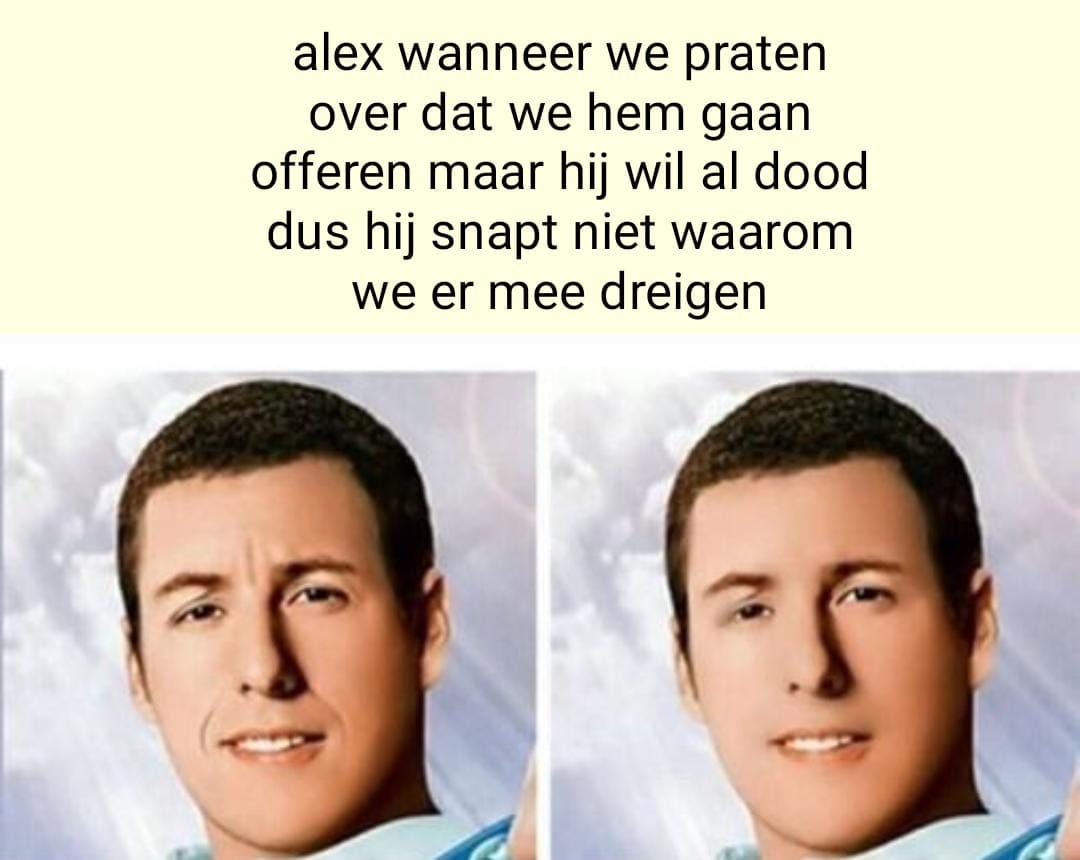 alex wanneer we praten
over dat we hem gaan
offeren maar hij wil al dood
dus hij snapt niet waarom
we er mee dreigen